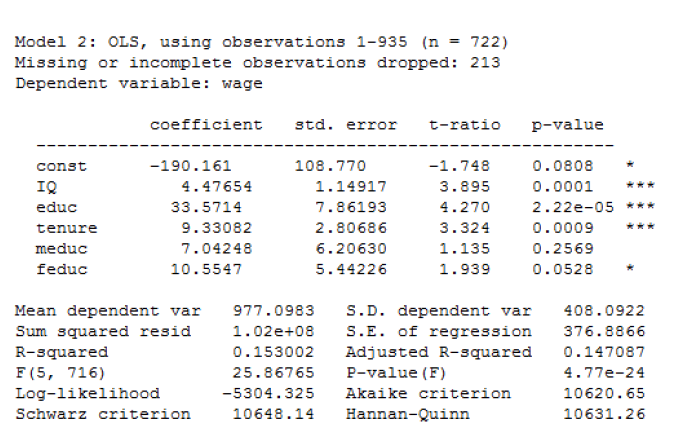 Model 2: OLS, using observations 1-935 (n = 722)
Missing or incomplete observations dropped: 213
Dependent variable: wage
coefficient std. error t-ratio p-value
-----------------------------------------------------------
const -190.161 108.770 -1.748 0.0808 *
IQ 4.47654 1.14917 3.895 0.0001 ***
educ 33.5714 7.86193 4.270 2.22e-05 ***
tenure 9.33082 2.80686 3.324 0.0009 ***
meduc 7.04248 6.20630 1.135 0.2569
feduc 10.5547 5.44226 1.939 0.0528 *
Mean dependent var 977.0983 S.D. dependent var 408.0922
Sum squared resid 1.02e+08 S.E. of regression 376.8866
R-squared 0.153002 Adjusted R-squared 0.147087
F(5, 716) 25.86765 P-value(F) 4.77e-24
Log-likelihood -5304.325 Akaike criterion 10620.65
Schwarz criterion 10648.14 Hannan-Quinn 10631.26